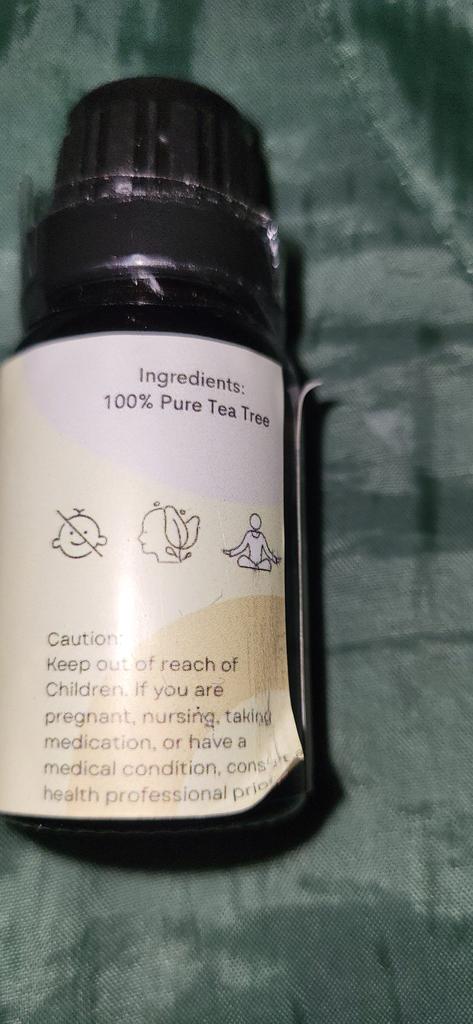 Ingredients:
100% Pure Tea Tree
Caution:
Keep out of reach of
Children. If you are
pregnant, nursing, taking
medication, or have a
medical condition,
health professional